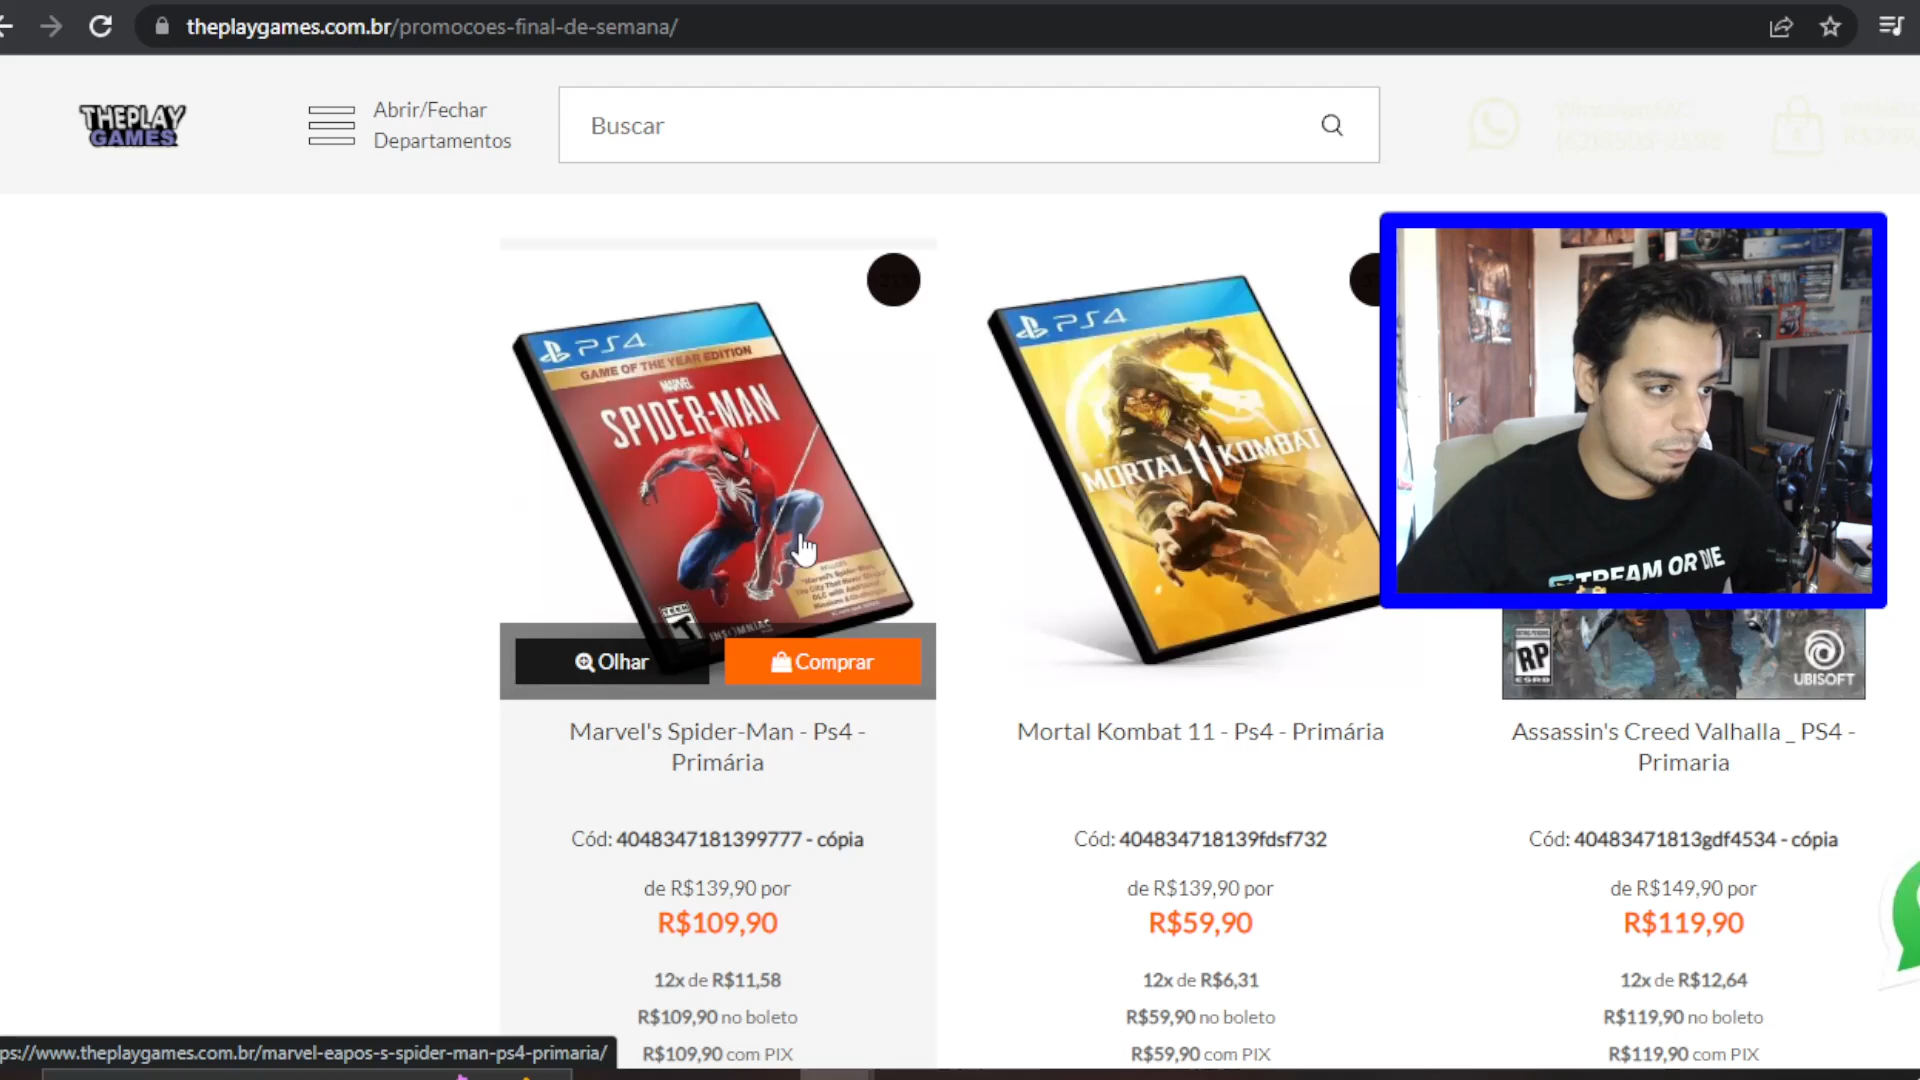 theplaygames.com.br/promocoes-final-de-semana/
THEPLAY
GAMES
Abrir/Fechar
Departamentos
Buscar
PS4
GAME OF THE YEAR EDITION
MARVEL
SPIDER-MAN
INSOMNIAC
PS4
MORTAL 11 KOMBAT
STREAM OR DIE
RP
ESRB
UBISOFT
Olhar
Comprar
Marvel's Spider-Man - Ps4 -
Primária
Cód: 4048347181399777 - cópia
de R$139,90 por
R$109,90
12x de R$11,58
R$109,90 no boleto
R$109,90 com PIX
Mortal Kombat 11 - Ps4 - Primária
Cód: 404834718139fdsf732
de R$139,90 por
R$59,90
12x de R$6,31
R$59,90 no boleto
R$59,90 com PIX
Assassin's Creed Valhalla _ PS4 -
Primaria
Cód: 40483471813gdf4534 - cópia
de R$149,90 por
R$119,90
12x de R$12,64
R$119,90 no boleto
R$119,90 com PIX
ps://www.theplaygames.com.br/marvel-eapos-s-spider-man-ps4-primaria/